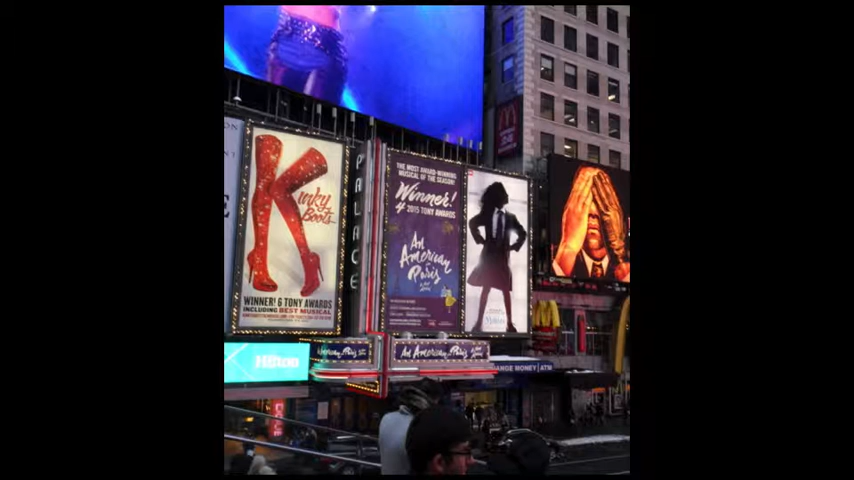 Kinky
Boots
WINNER! 6 TONY AWARDS
INCLUDING BEST MUSICAL
PALACE
THE MOST AWARD-WINNING
MUSICAL OF THE SEASON!
Winner!
4 2015 TONY AWARDS
An
American
in
Paris
An American in Paris
An American in Paris
Hilton
CHANGE MONEY | ATM